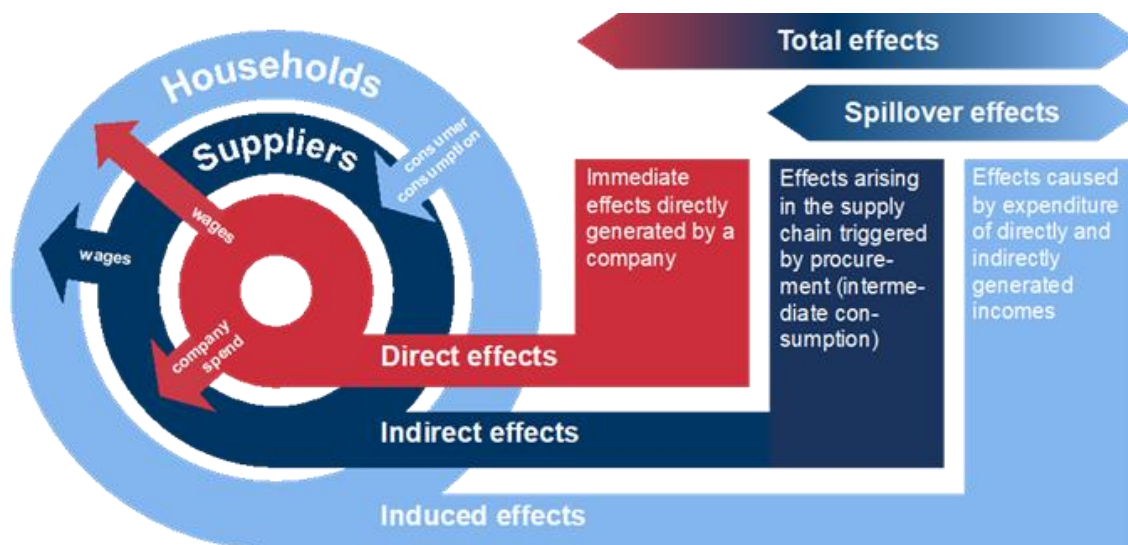 Households
Suppliers
consumer
consumption
wages
wages
company
spend
Total effects
Spillover effects
Immediate
effects directly
generated by a
company
Effects arising
in the supply
chain triggered
by procure-
ment (interme-
diate con-
sumption)
Effects caused
by expenditure
of directly and
indirectly
generated
incomes
Direct effects
Indirect effects
Induced effects